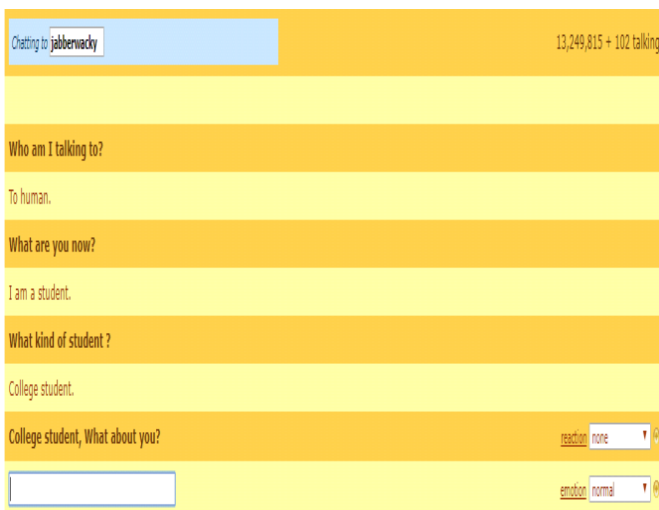 Chatting to jabberwacky 13,249,815 + 102 talking
Who am I talking to?
To human.
What are you now?
I am a student.
What kind of student ?
College student.
College student, What about you? reaction none
emotion normal